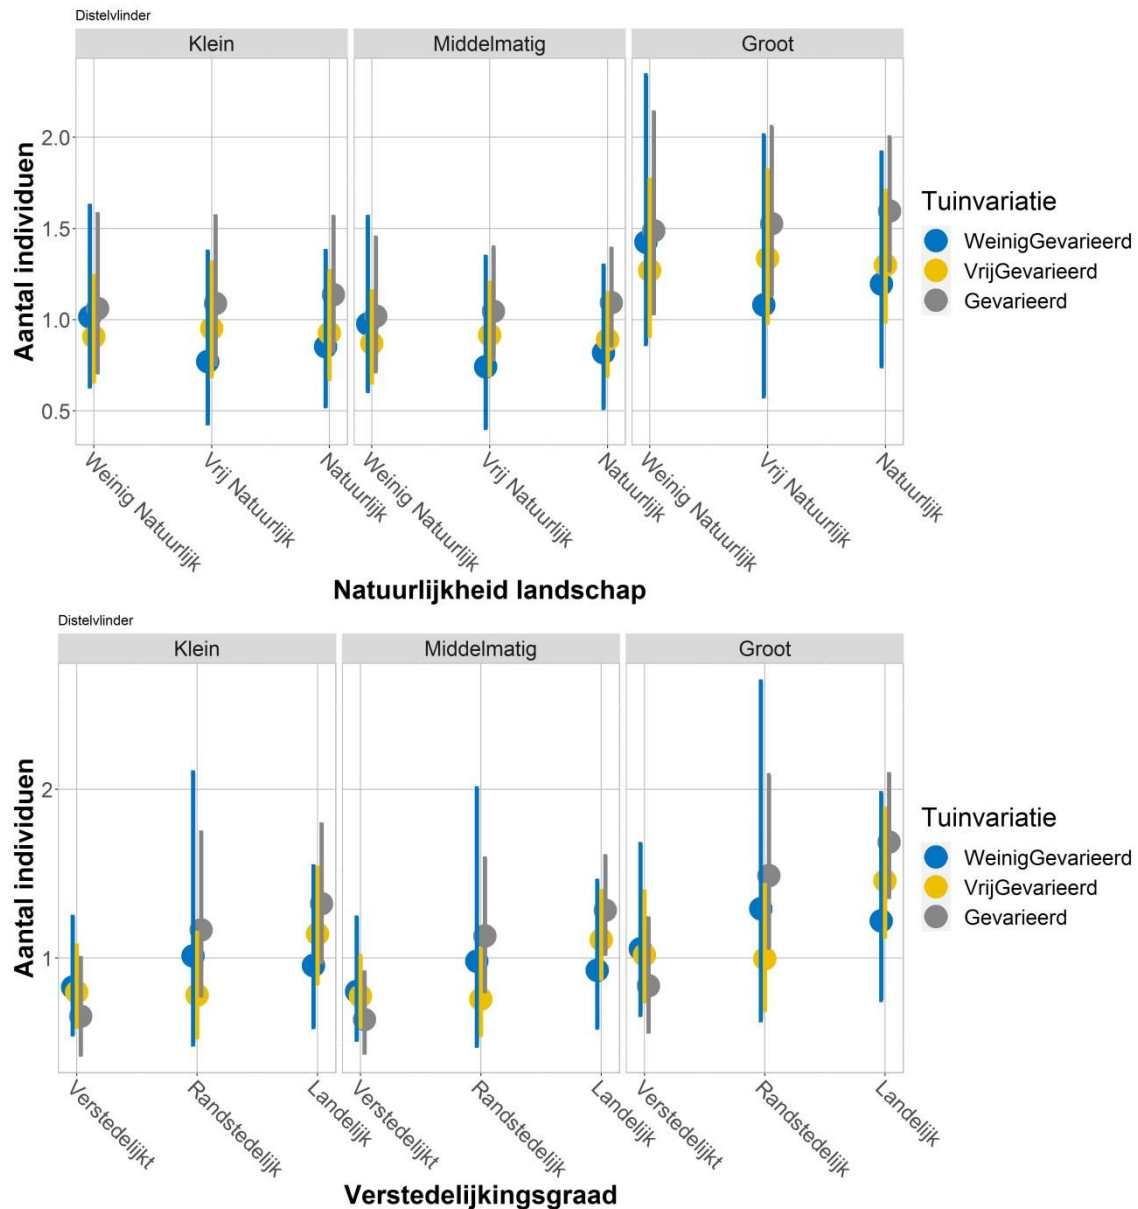 Distelvlinder
Klein Middelmatig Groot
Aantal individuen
2.0
1.5
1.0
0.5
Weinig Natuurlijk Vrij Natuurlijk Natuurlijk Weinig Natuurlijk Vrij Natuurlijk Natuurlijk Weinig Natuurlijk Vrij Natuurlijk Natuurlijk
Natuurlijkheid landschap
Tuinvariatie
WeinigGevarieerd
VrijGevarieerd
Gevarieerd
Distelvlinder
Klein Middelmatig Groot
Aantal individuen
2
1
Verstedelijkt Randstedelijk Landelijk Verstedelijkt Randstedelijk Landelijk Verstedelijkt Randstedelijk Landelijk
Verstedelijkingsgraad
Tuinvariatie
WeinigGevarieerd
VrijGevarieerd
Gevarieerd